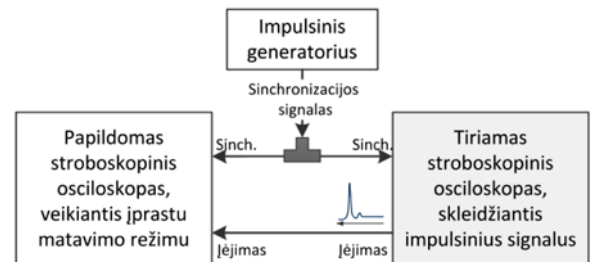 Impulsinis
generatorius
Sinchronizacijos
signalas
Papildomas
stroboskopinis
osciloskopas,
veikiantis įprastu
matavimo režimu
Sinch.
Sinch.
Tiriamas
stroboskopinis
osciloskopas,
skleidžiantis
impulsinius signalus
Įėjimas
Įėjimas